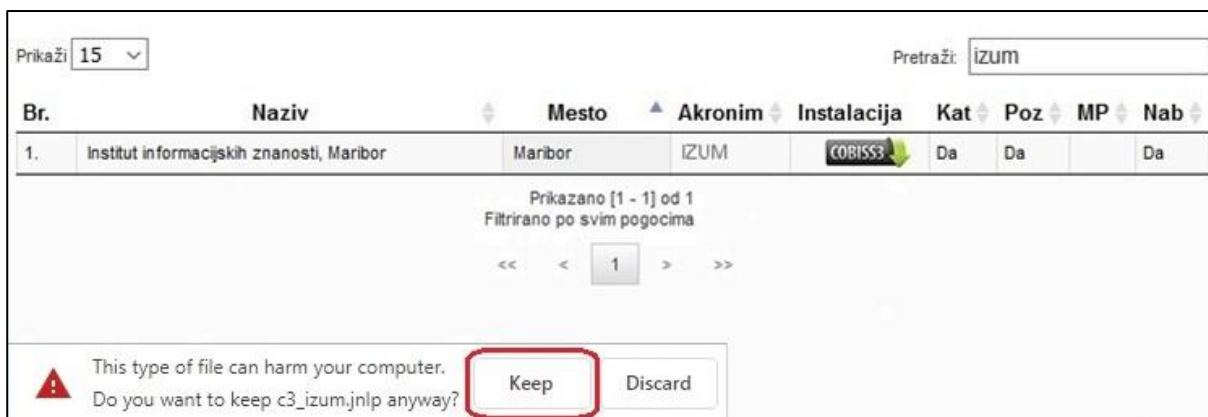 Prikaži 15 Pretraži: izum
Br. Naziv Mesto Akronim Instalacija Kat Poz MP Nab
1. Institut informacijskih znanosti, Maribor Maribor IZUM COBISS3 Da Da Da
Prikazano [1 - 1] od 1
Filtrirano po svim pogocima
<< < 1 > >>
This type of file can harm your computer.
Do you want to keep c3_izum.jnlp anyway?
Keep Discard